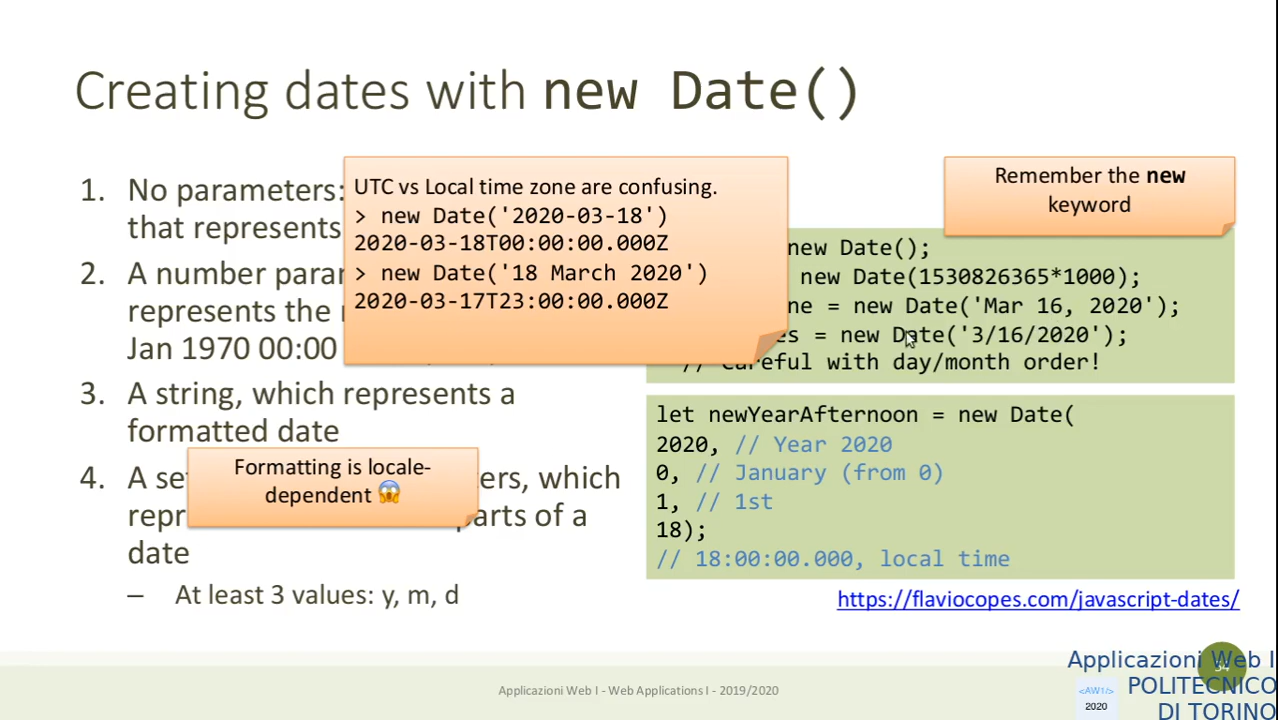 Creating dates with new Date()
1. No parameters:
that represents
2. A number
represents the
Jan 1970 00:00
3. A string, which represents a
formatted date
4. A
ers, which
parts of a
date
– At least 3 values: y, m, d
UTC vs Local time zone are confusing.
> new Date('2020-03-18')
2020-03-18T00:00:00.000Z
> new Date('18 March 2020')
2020-03-17T23:00:00.000Z
Formatting is locale-
dependent 😱
Remember the new
keyword
new Date();
new Date(1530826365*1000);
ne = new Date('Mar 16, 2020');
es = new Date('3/16/2020');
// Careful with day/month order!
let newYearAfternoon = new Date(
2020, // Year 2020
0, // January (from 0)
1, // 1st
18);
// 18:00:00.000, local time
https://flaviocopes.com/javascript-dates/
Applicazioni Web I - Web Applications I - 2019/2020
Applicazioni Web I
POLITECNICO
DI TORINO
<AW1/>
2020